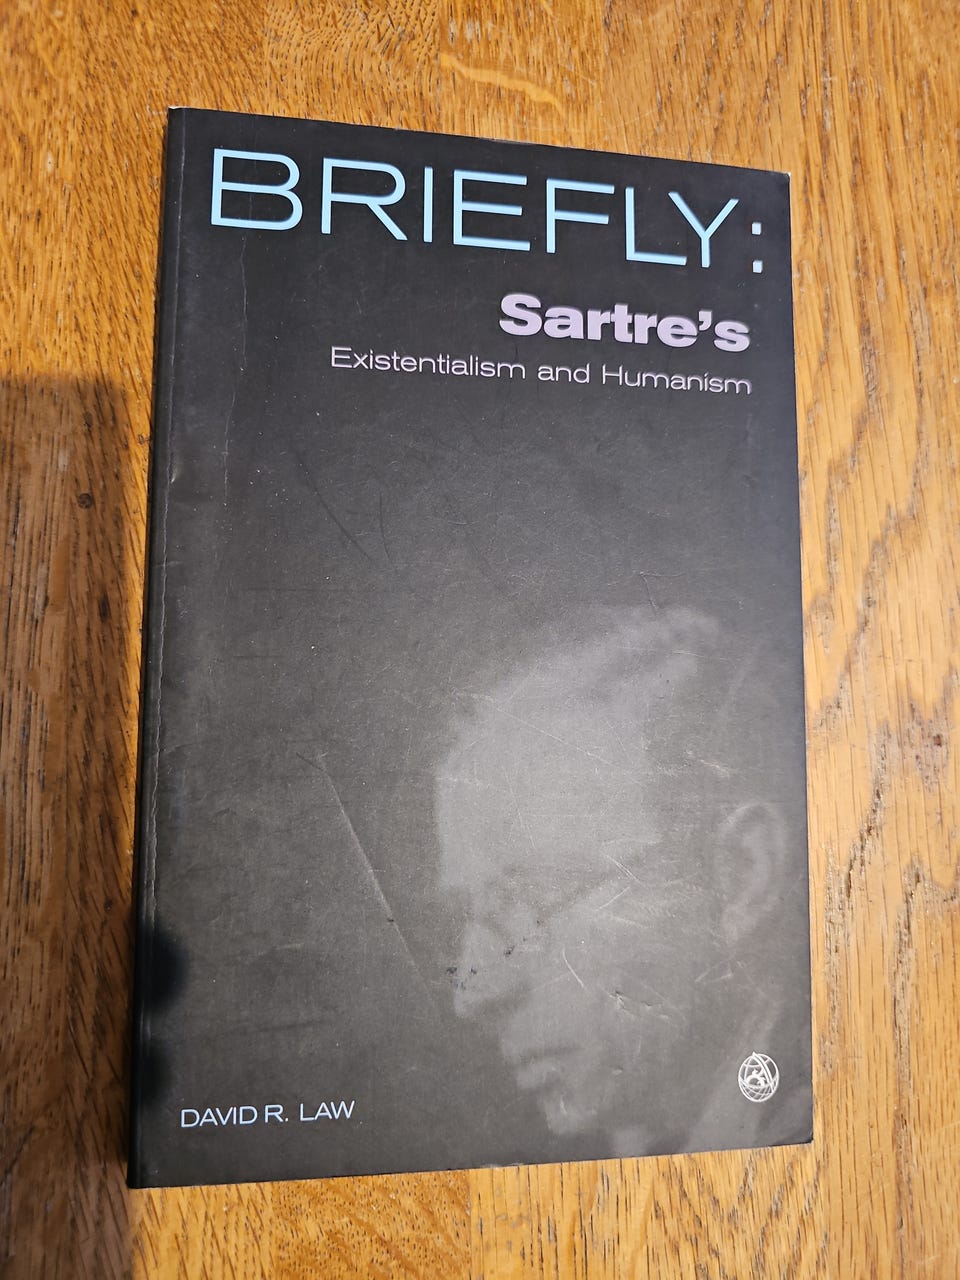 BRIEFLY:
Sartre's
Existentialism and Humanism
DAVID R. LAW